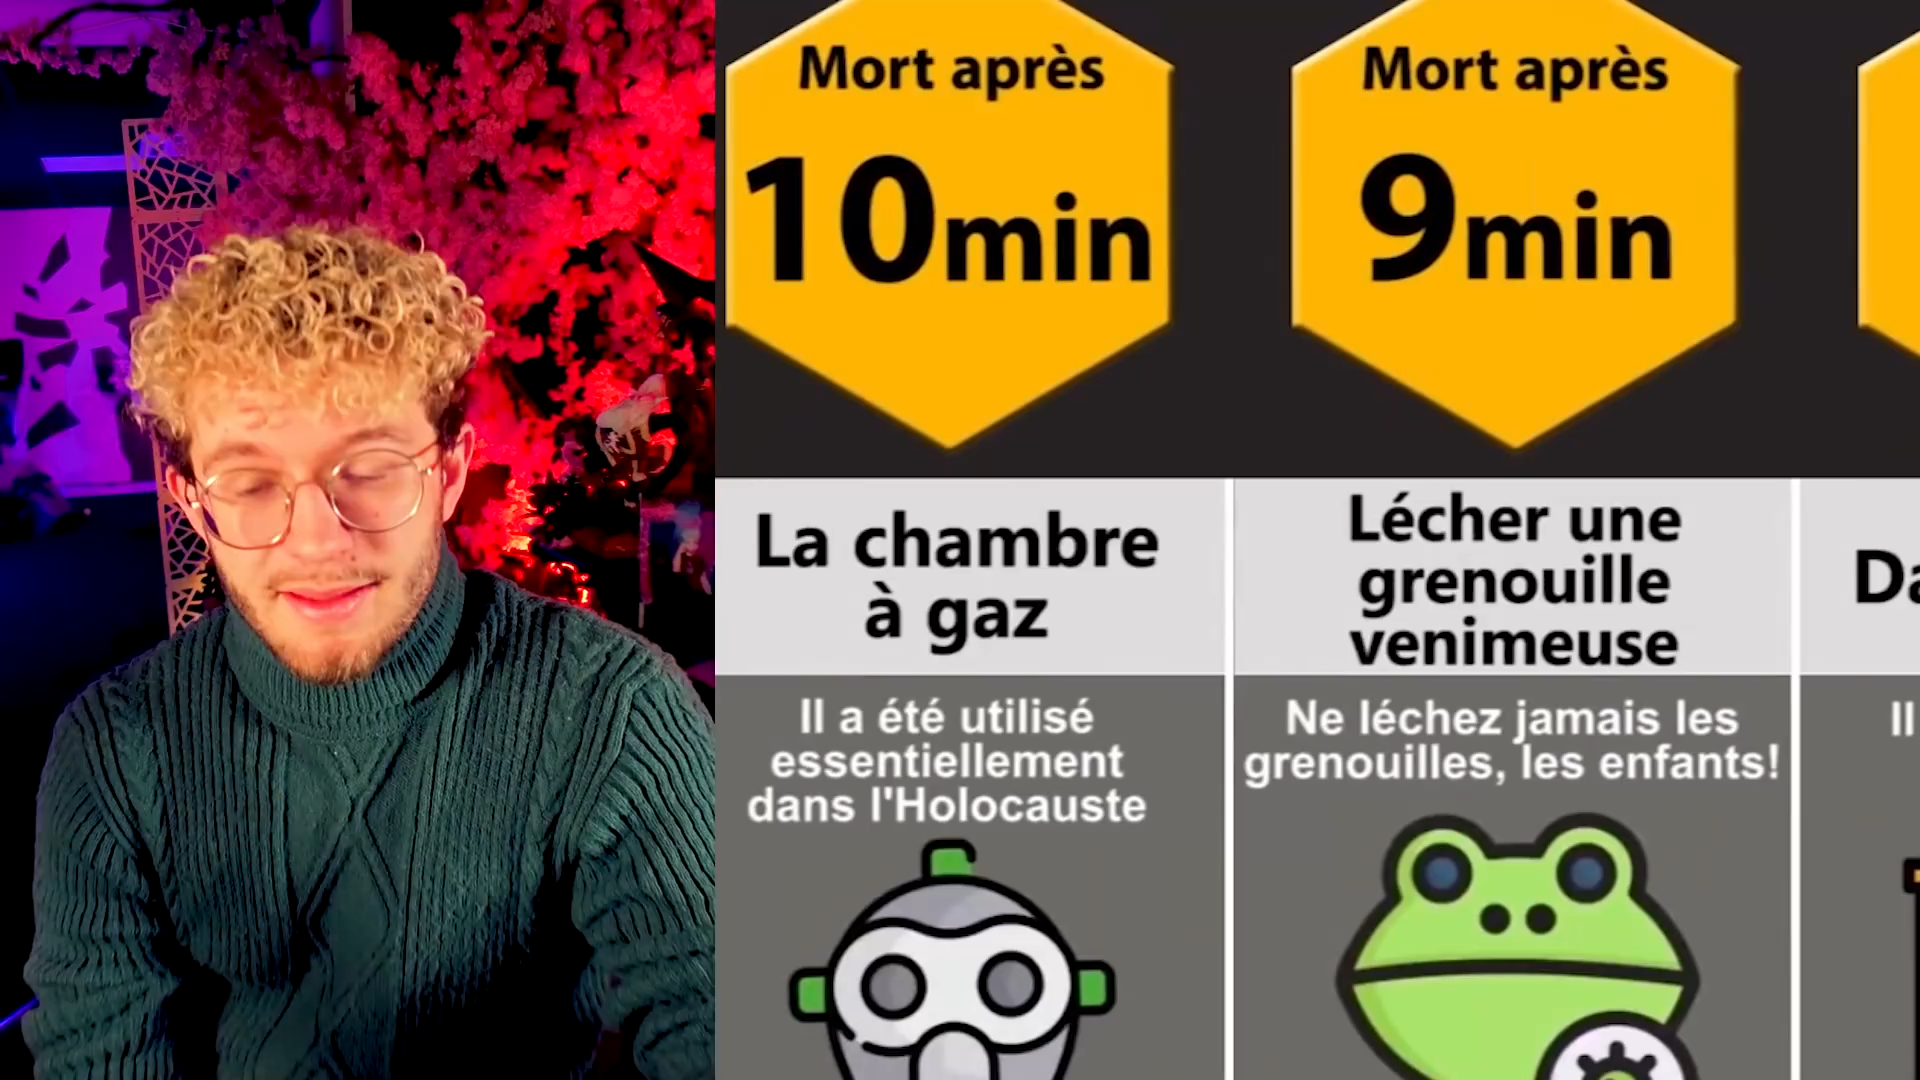 Mort après
10min
La chambre
à gaz
Il a été utilisé
essentiellement
dans l'Holocauste
Mort après
9min
Lécher une
grenouille
venimeuse
Ne léchez jamais les
grenouilles, les enfants!
Il